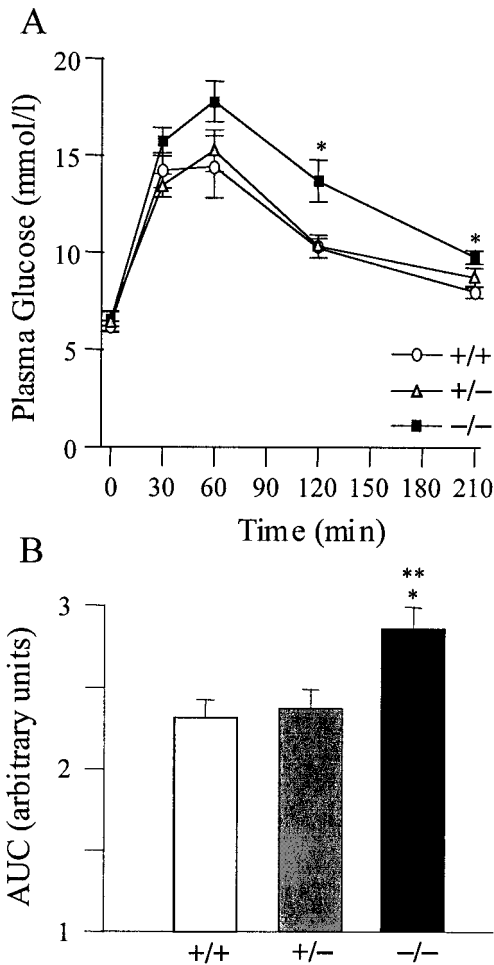 A
Plasma Glucose (mmol/l)
20
15
10
5
0
*
*
+/+
+/−
−/−
0 30 60 90 120 150 180 210
Time (min)
B
AUC (arbitrary units)
3
2
1
**
*
+/+ +/− −/−